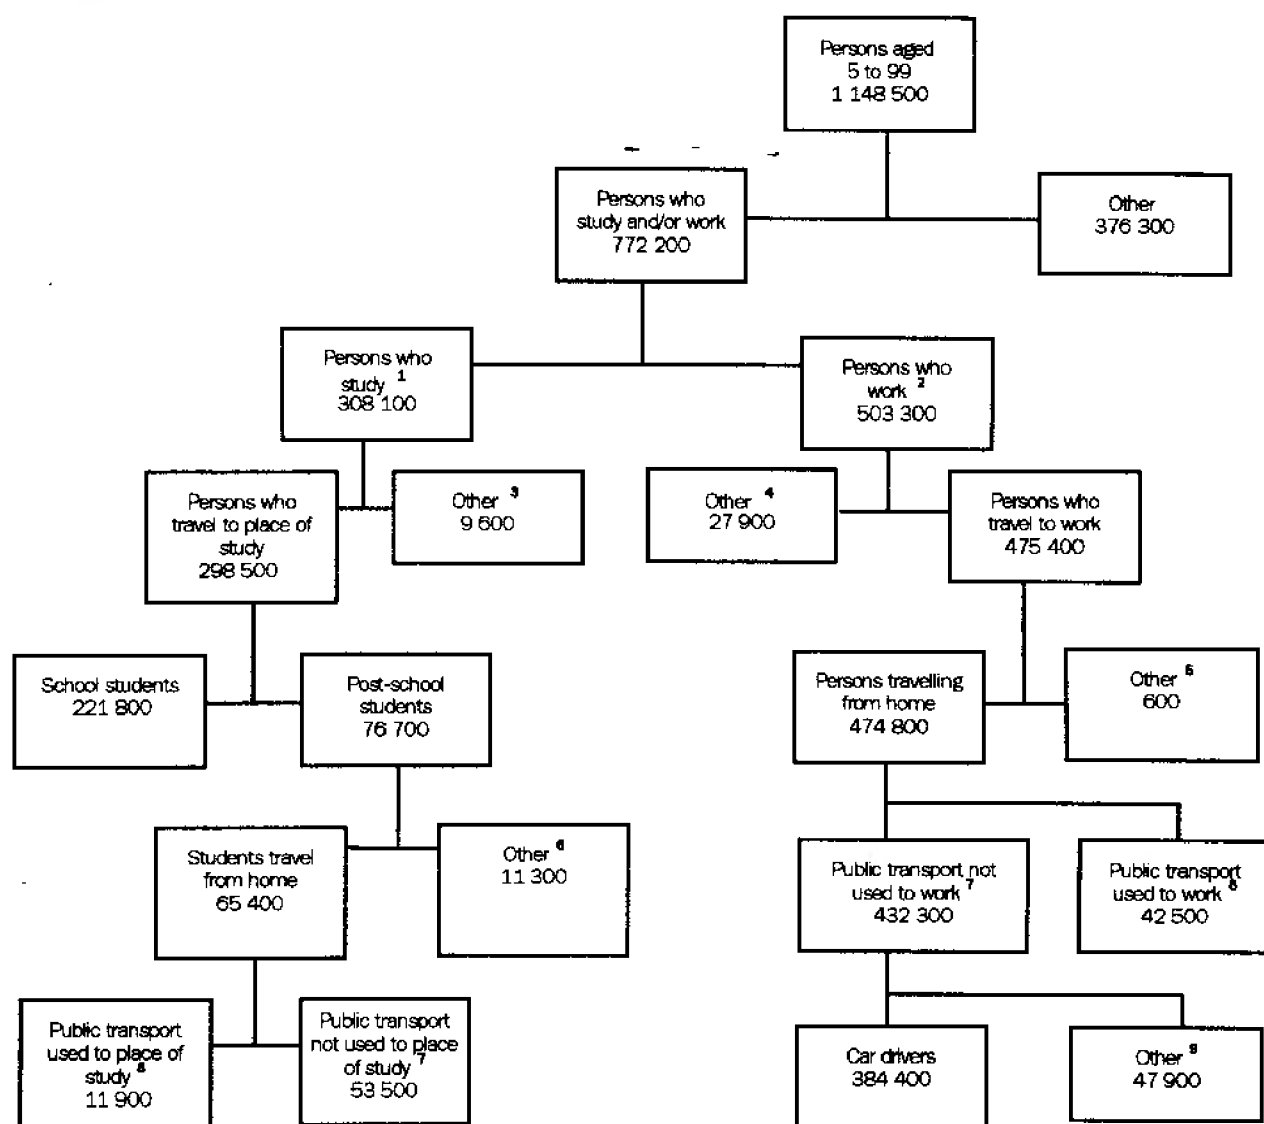 Persons aged
5 to 99
1 148 500
Persons who
study and/or work
772 200
Other
376 300
Persons who
study 1
308 100
Persons who
work 2
503 300
Persons who
travel to place of
study
298 500
Other 3
9 600
Other 4
27 900
Persons who
travel to work
475 400
School students
221 800
Post-school
students
76 700
Persons travelling
from home
474 800
Other 5
600
Students travel
from home
65 400
Other 6
11 300
Public transport not
used to work 7
432 300
Public transport
used to work 8
42 500
Public transport
used to place of
study 8
11 900
Public transport
not used to place
of study 7
53 500
Car drivers
384 400
Other 9
47 900